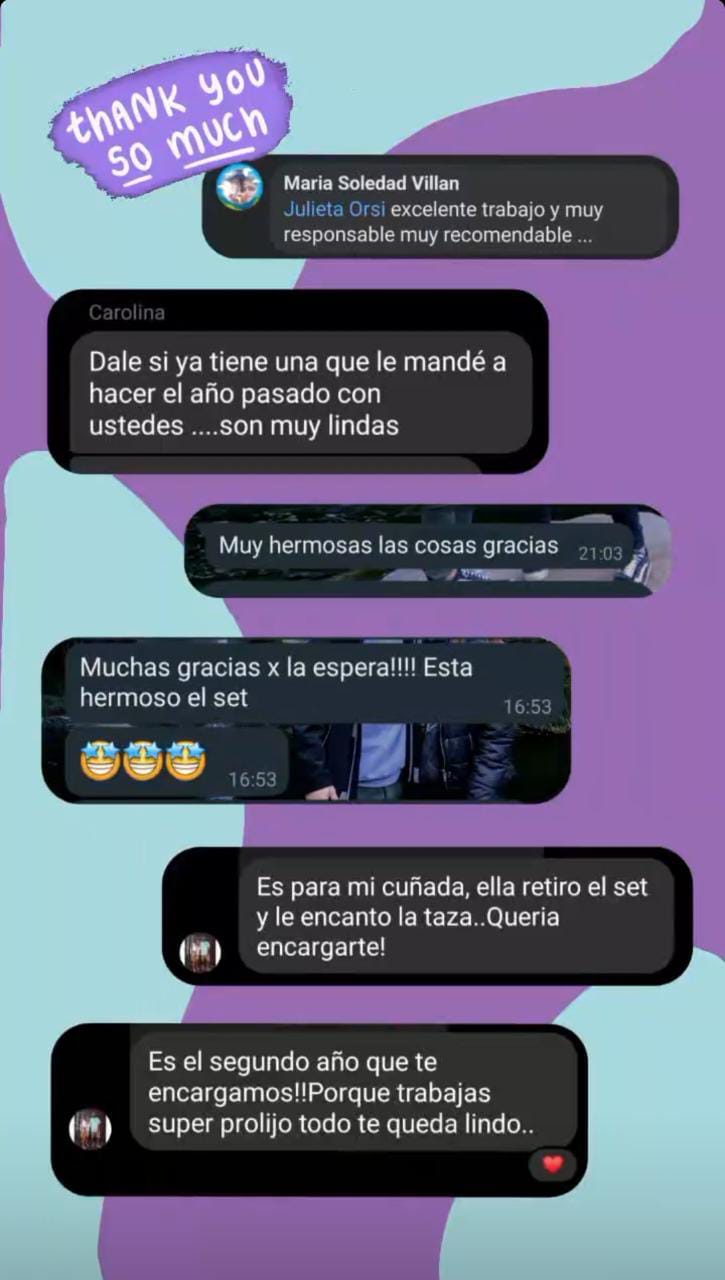 thANK you
so much
Maria Soledad Villan
Julieta Orsi excelente trabajo y muy
responsable muy recomendable ...
Carolina
Dale si ya tiene una que le mandé a
hacer el año pasado con
ustedes ....son muy lindas
Muy hermosas las cosas gracias 21:03
Muchas gracias x la espera!!!! Esta
hermoso el set 16:53
🤩🤩🤩 16:53
Es para mi cuñada, ella retiro el set
y le encanto la taza..Queria
encargarte!
Es el segundo año que te
encargamos!!Porque trabajas
super prolijo todo te queda lindo..
❤️